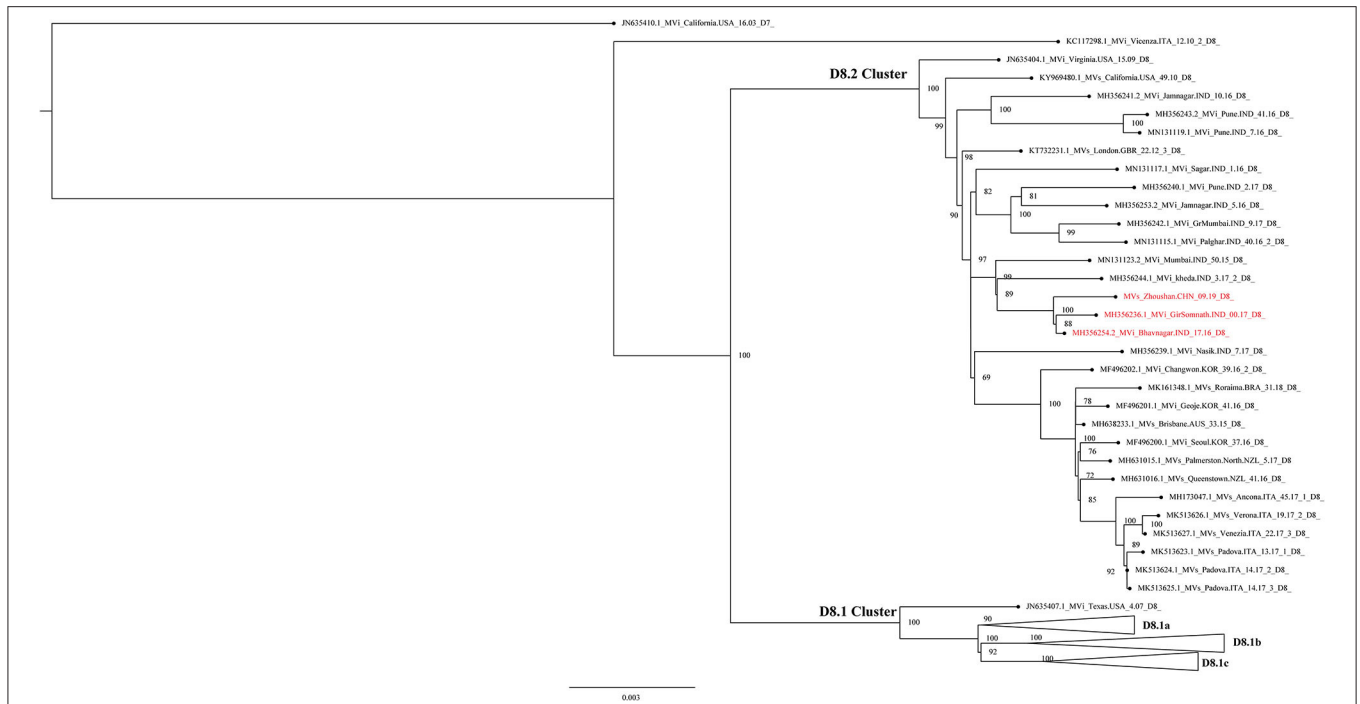 JN635410.1_MVi_California.USA_16.03_D7_
KC117298.1_MVi_Vicenza.ITA_12.10_2_D8_
JN635404.1_MVi_Virginia.USA_15.09_D8_
D8.2 Cluster
KY969480.1_MVs_California.USA_49.10_D8_
100
MH356241.2_MVi_Jamnagar.IND_10.16_D8_
100
MH356243.2_MVi_Pune.IND_41.16_D8_
99
100
MN131119.1_MVi_Pune.IND_7.16_D8_
KT732231.1_MVs_London.GBR_22.12_3_D8_
98
MN131117.1_MVi_Sagar.IND_1.16_D8_
82
MH356240.1_MVi_Pune.IND_2.17_D8_
81
MH356253.2_MVi_Jamnagar.IND_5.16_D8_
100
90
MH356242.1_MVi_GrMumbai.IND_9.17_D8_
99
MN131115.1_MVi_Palghar.IND_40.16_2_D8_
97
MN131123.2_MVi_Mumbai.IND_50.15_D8_
99
MH356244.1_MVi_kheda.IND_3.17_2_D8_
89
MVs_Zhoushan.CHN_09.19_D8_
100
MH356236.1_MVi_GirSomnath.IND_00.17_D8_
88
MH356254.2_MVi_Bhavnagar.IND_17.16_D8_
MH356239.1_MVi_Nasik.IND_7.17_D8_
100
69
MF496202.1_MVi_Changwon.KOR_39.16_2_D8_
MK161348.1_MVs_Roraima.BRA_31.18_D8_
100
78
MF496201.1_MVi_Geoje.KOR_41.16_D8_
MH638233.1_MVs_Brisbane.AUS_33.15_D8_
100
MF496200.1_MVi_Seoul.KOR_37.16_D8_
76
MH631015.1_MVs_Palmerston.North.NZL_5.17_D8
72
MH631016.1_MVs_Queenstown.NZL_41.16_D8_
85
MH173047.1_MVs_Ancona.ITA_45.17_1_D8_
MK513626.1_MVs_Verona.ITA_19.17_2_D8_
100
100
MK513627.1_MVs_Venezia.ITA_22.17_3_D8_
89
MK513623.1_MVs_Padova.ITA_13.17_1_D8_
92
MK513624.1_MVs_Padova.ITA_14.17_2_D8_
MK513625.1_MVs_Padova.ITA_14.17_3_D8_
D8.1 Cluster
JN635407.1_MVi_Texas.USA_4.07_D8_
100
90
D8.1a
100
100
D8.1b
92
100
D8.1c
0.003